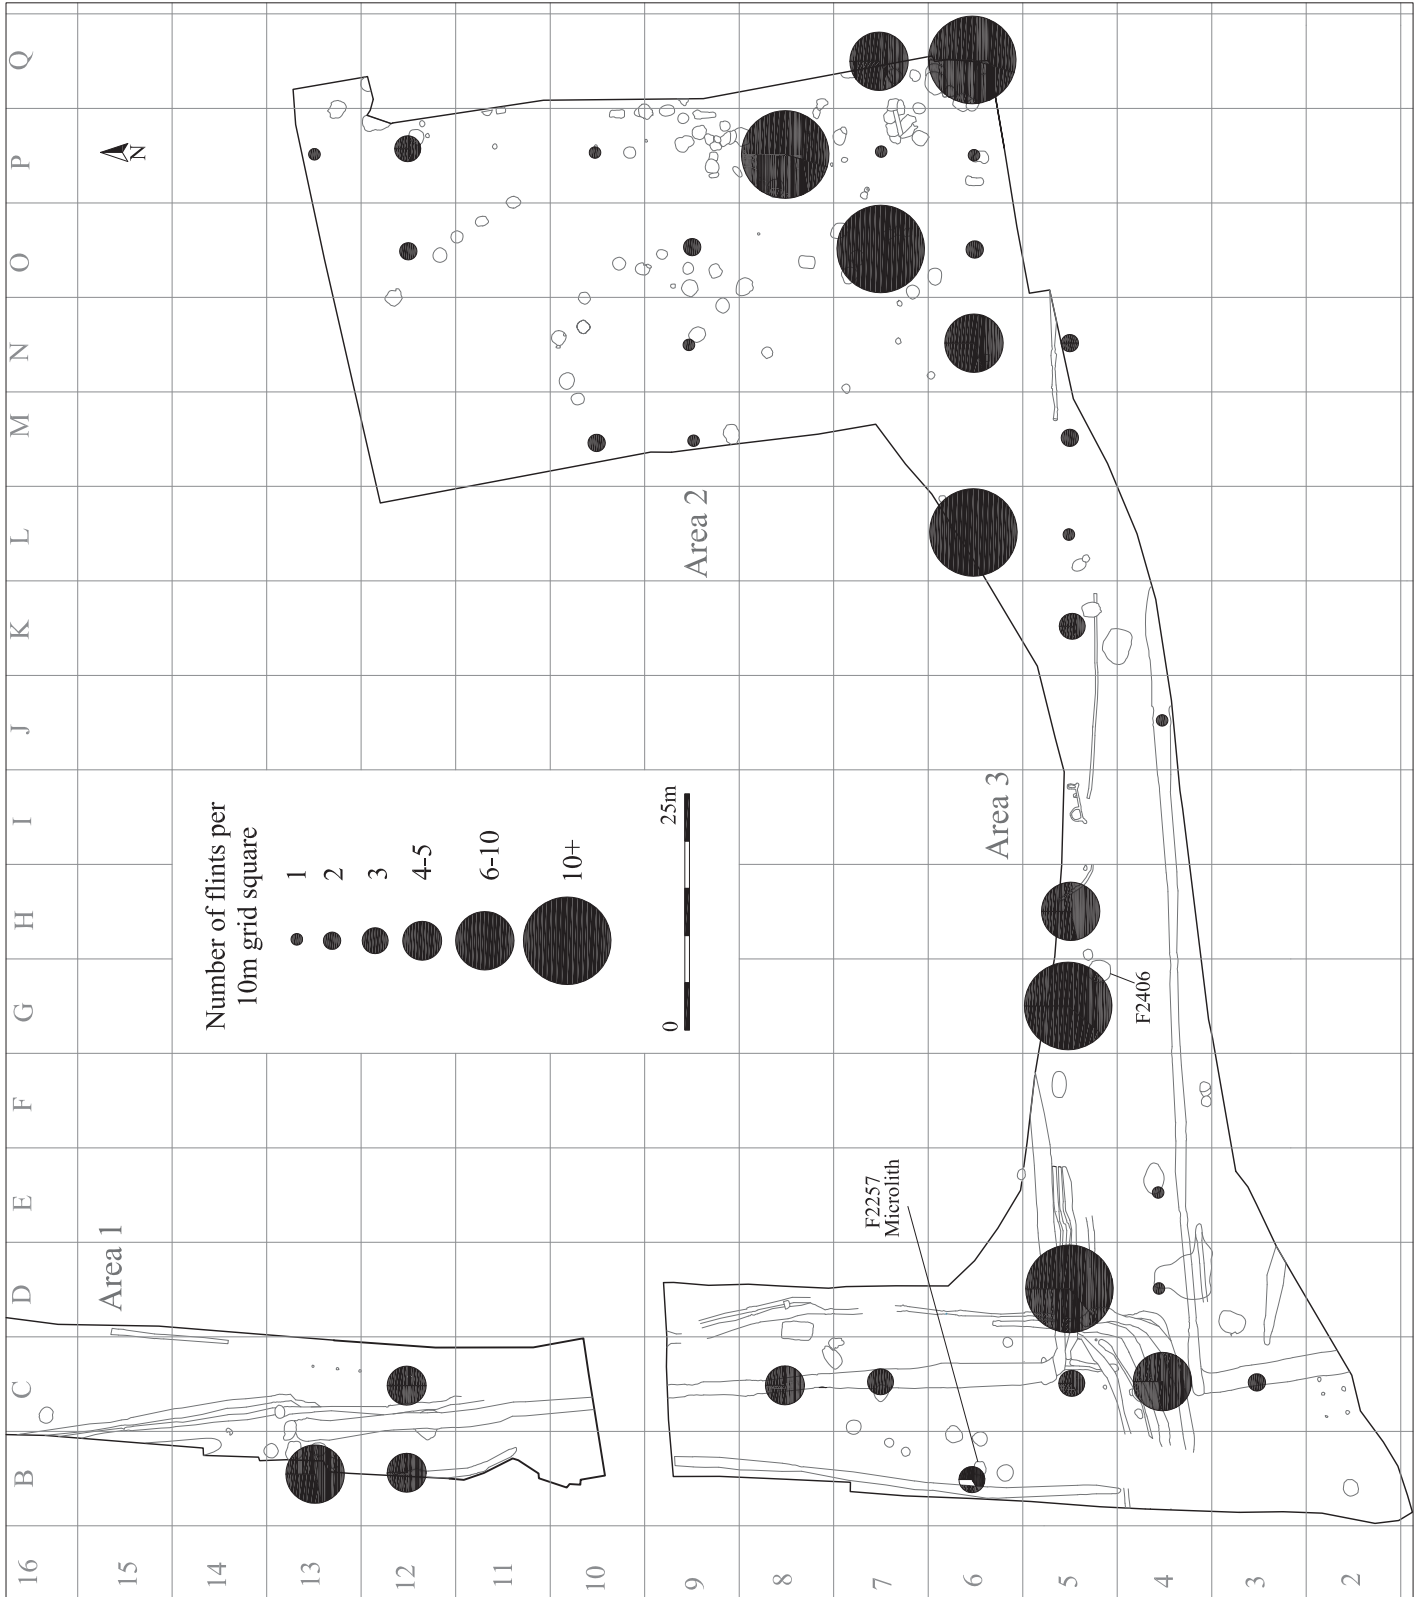 Q
P
O
N
M
L
K
J
I
H
G
F
E
D
C
B
16
15
14
13
12
11
10
9
8
7
6
5
4
3
2
N
Area 1
Area 2
Area 3
Number of flints per
10m grid square
1
2
3
4-5
6-10
10+
0
25m
F2406
F2257
Microlith